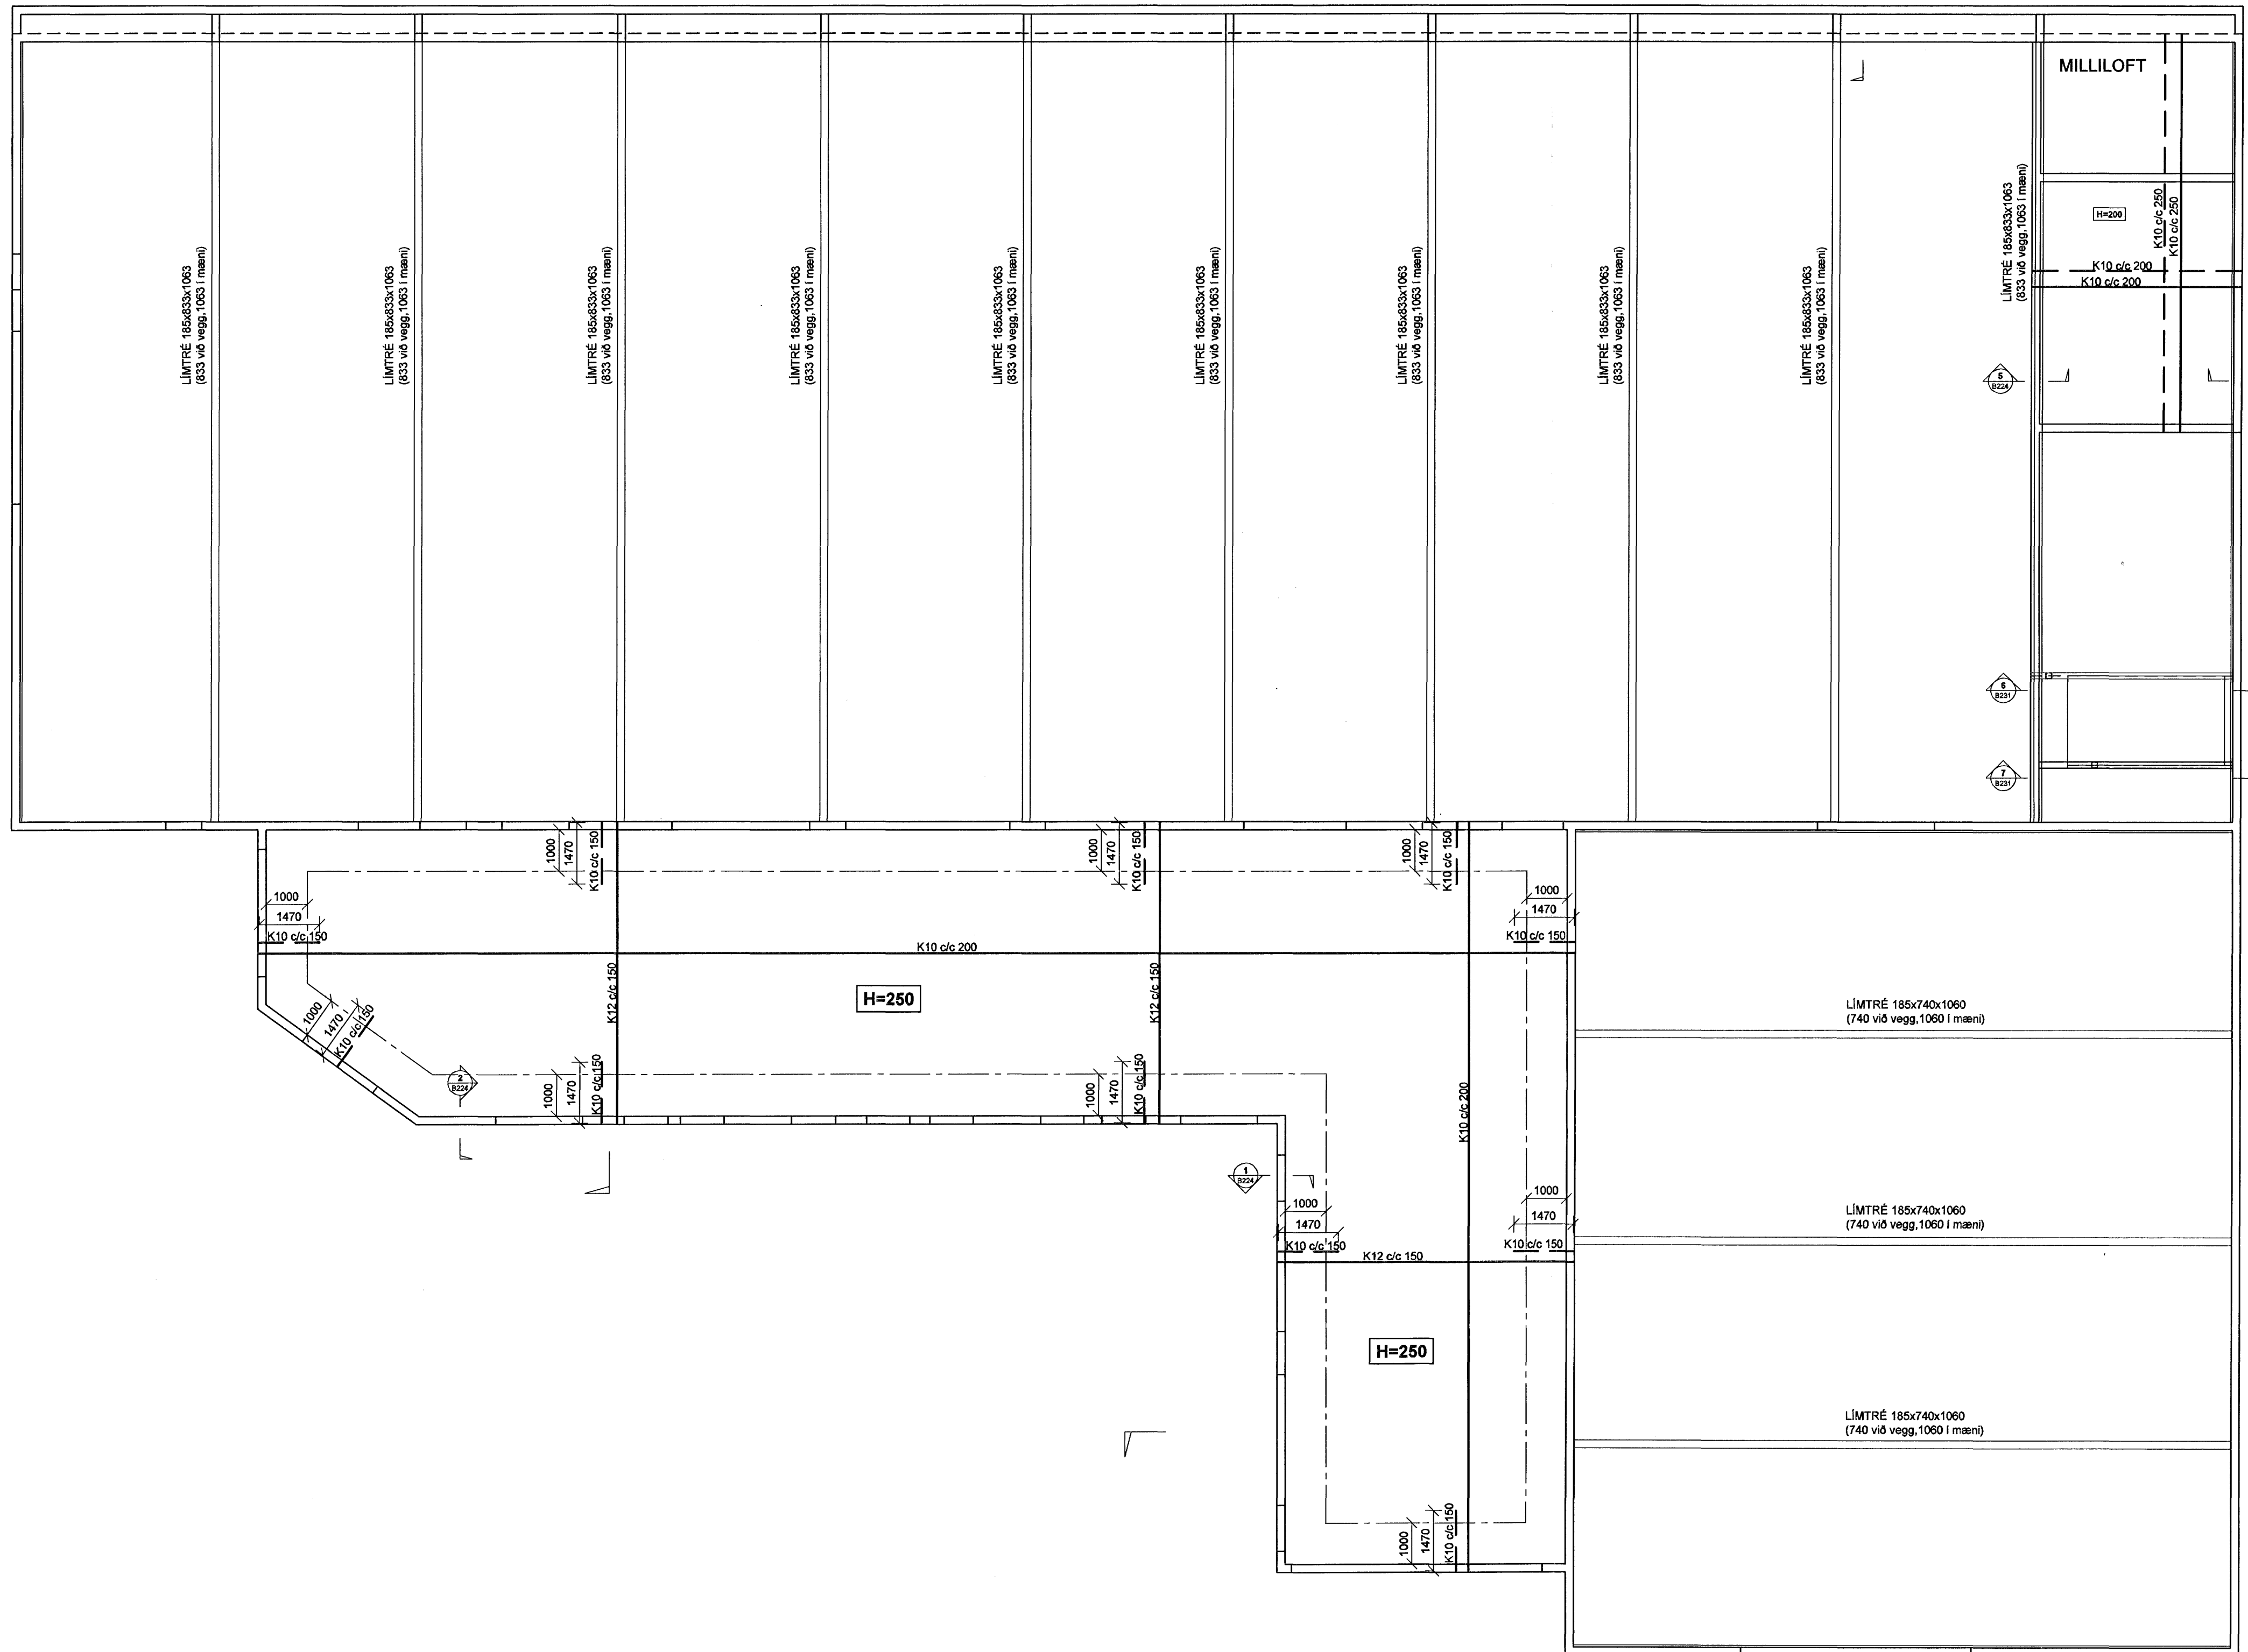 MILLILOFT
LÍMTRÉ 185x833x1063
(833 við vegg,1063 í mæni)
LÍMTRÉ 185x833x1063
(833 við vegg,1063 í mæni)
LÍMTRÉ 185x833x1063
(833 við vegg,1063 í mæni)
LÍMTRÉ 185x833x1063
(833 við vegg,1063 í mæni)
LÍMTRÉ 185x833x1063
(833 við vegg,1063 í mæni)
LÍMTRÉ 185x833x1063
(833 við vegg,1063 í mæni)
LÍMTRÉ 185x833x1063
(833 við vegg,1063 í mæni)
LÍMTRÉ 185x833x1063
(833 við vegg,1063 í mæni)
LÍMTRÉ 185x833x1063
(833 við vegg,1063 í mæni)
LÍMTRÉ 185x833x1063
(833 við vegg,1063 í mæni)
H=200
K10 c/c 250
K10 c/c 250
K10 c/c 200
K10 c/c 200
5
B224
6
B231
7
B231
1000
1470
K10 c/c 150
1000
1470
K10 c/c 150
1000
1470
K10 c/c 150
1000
1470
K10 c/c 150
1000
1470
K10 c/c 150
K10 c/c 200
K12 c/c 150
H=250
K12 c/c 150
1000
1470
K10 c/c 150
2
B224
1000
1470
K10 c/c 150
1000
1470
K10 c/c 150
K10 c/c 200
1
B224
1000
1470
K10 c/c 150
K12 c/c 150
1000
1470
K10 c/c 150
H=250
1000
1470
K10 c/c 150
LÍMTRÉ 185x740x1060
(740 við vegg,1060 í mæni)
LÍMTRÉ 185x740x1060
(740 við vegg,1060 í mæni)
LÍMTRÉ 185x740x1060
(740 við vegg,1060 í mæni)